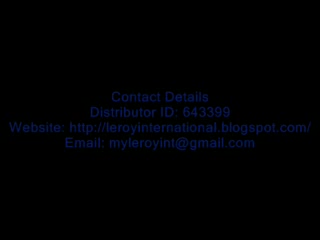 Contact Details
Distributor ID: 643399
Website: http://leroyinternational.blogspot.com/
Email: myleroyint@gmail.com